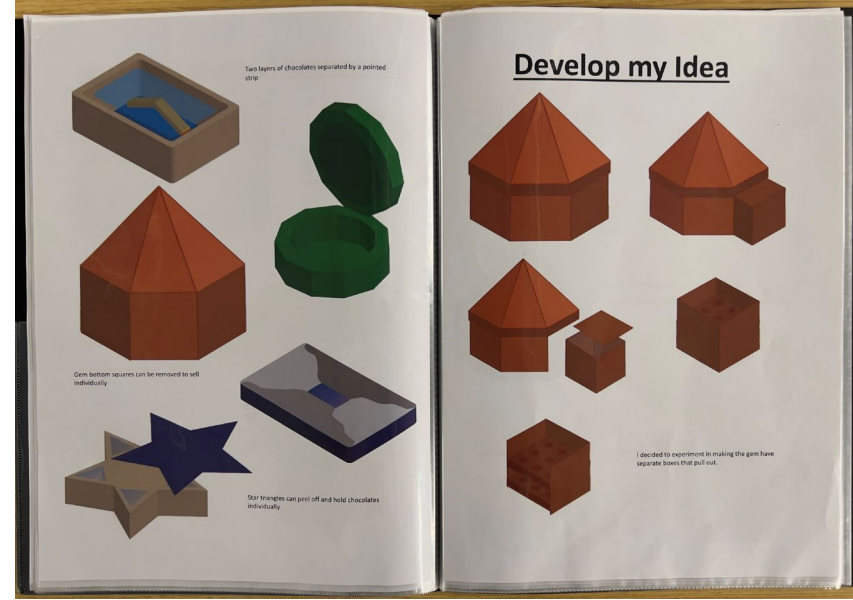 Two layers of chocolates separated by a pointed
strip
Gem bottom squares can be removed to sell
individually
Star triangles can peel off and hold chocolates
individually
Develop my Idea
I decided to experiment in making the gem have
separate boxes that pull out.